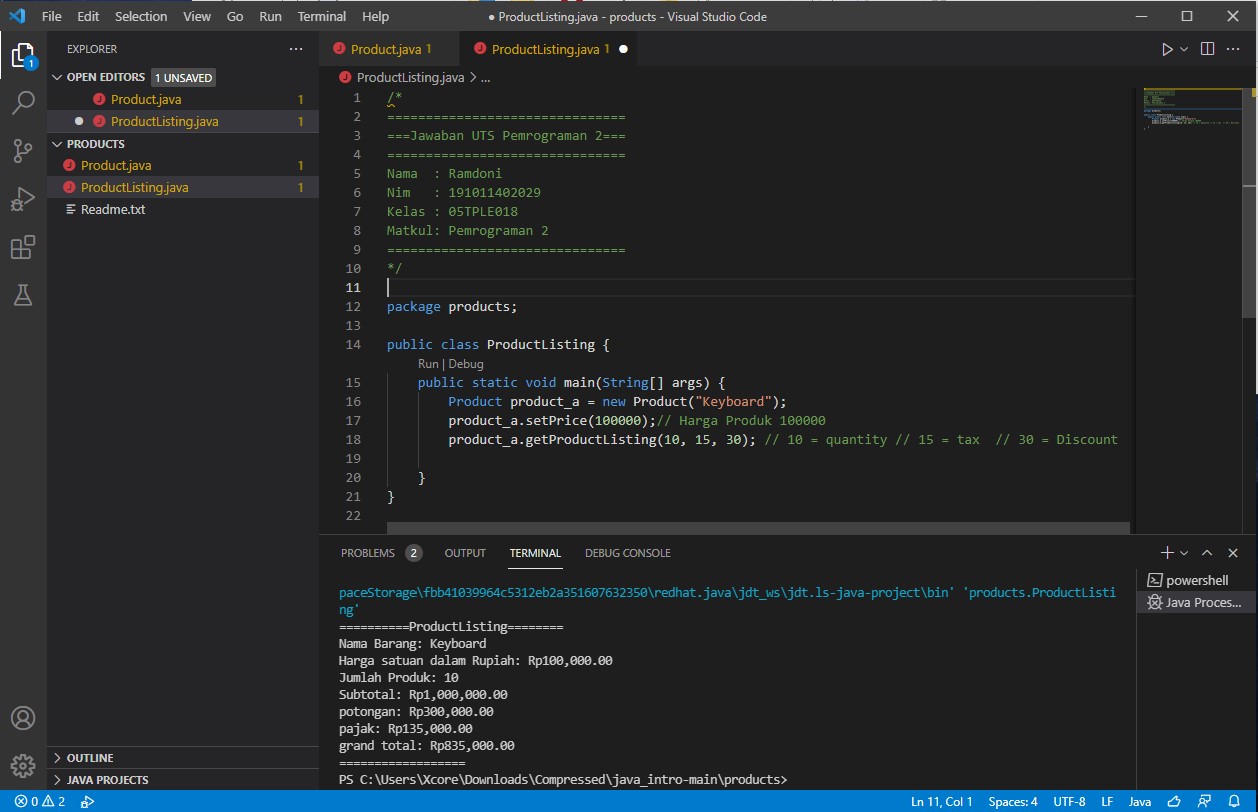 File Edit Selection View Go Run Terminal Help
● ProductListing.java - products - Visual Studio Code
EXPLORER ...
OPEN EDITORS 1 UNSAVED
Product.java 1
● ProductListing.java 1
PRODUCTS
Product.java 1
ProductListing.java 1
Readme.txt
OUTLINE
JAVA PROJECTS
1
Product.java 1
ProductListing.java 1 ●
ProductListing.java > ...
1 /*
2 ===============================
3 ===Jawaban UTS Pemrograman 2===
4 ===============================
5 Nama  : Ramdoni
6 Nim   : 191011402029
7 Kelas : 05TPLE018
8 Matkul: Pemrograman 2
9 ===============================
10 */
11
12 package products;
13
14 public class ProductListing {
Run | Debug
15     public static void main(String[] args) {
16         Product product_a = new Product("Keyboard");
17         product_a.setPrice(100000);// Harga Produk 100000
18         product_a.getProductListing(10, 15, 30); // 10 = quantity // 15 = tax  // 30 = Discount
19
20     }
21 }
22
PROBLEMS 2 OUTPUT TERMINAL DEBUG CONSOLE
powershell
Java Proces...
paceStorage\fbb41039964c5312eb2a351607632350\redhat.java\jdt_ws\jdt.ls-java-project\bin' 'products.ProductListi
ng'
==========ProductListing========
Nama Barang: Keyboard
Harga satuan dalam Rupiah: Rp100,000.00
Jumlah Produk: 10
Subtotal: Rp1,000,000.00
potongan: Rp300,000.00
pajak: Rp135,000.00
grand total: Rp835,000.00
==================
PS C:\Users\Xcore\Downloads\Compressed\java_intro-main\products>
0 2
Ln 11, Col 1 Spaces: 4 UTF-8 LF Java